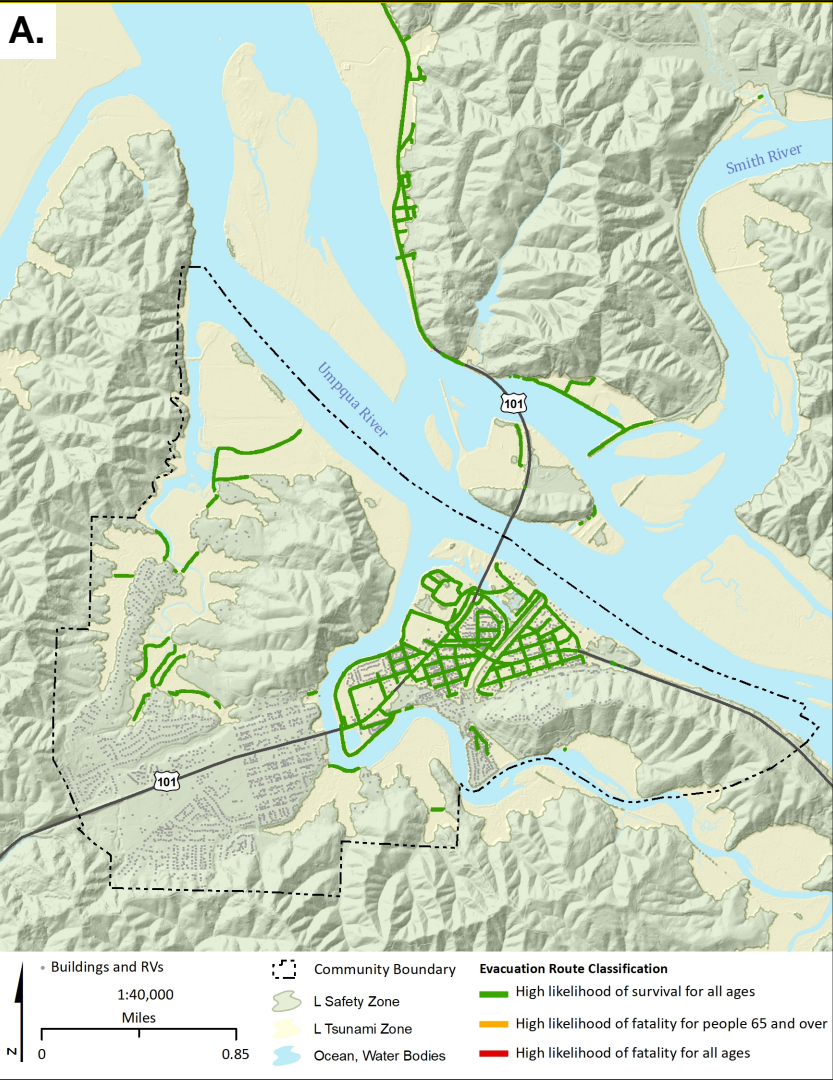 A.
Smith River
Umpqua River
101
101
Buildings and RVs
1:40,000
Miles
0
0.85
N
Community Boundary
L Safety Zone
L Tsunami Zone
Ocean, Water Bodies
Evacuation Route Classification
High likelihood of survival for all ages
High likelihood of fatality for people 65 and over
High likelihood of fatality for all ages